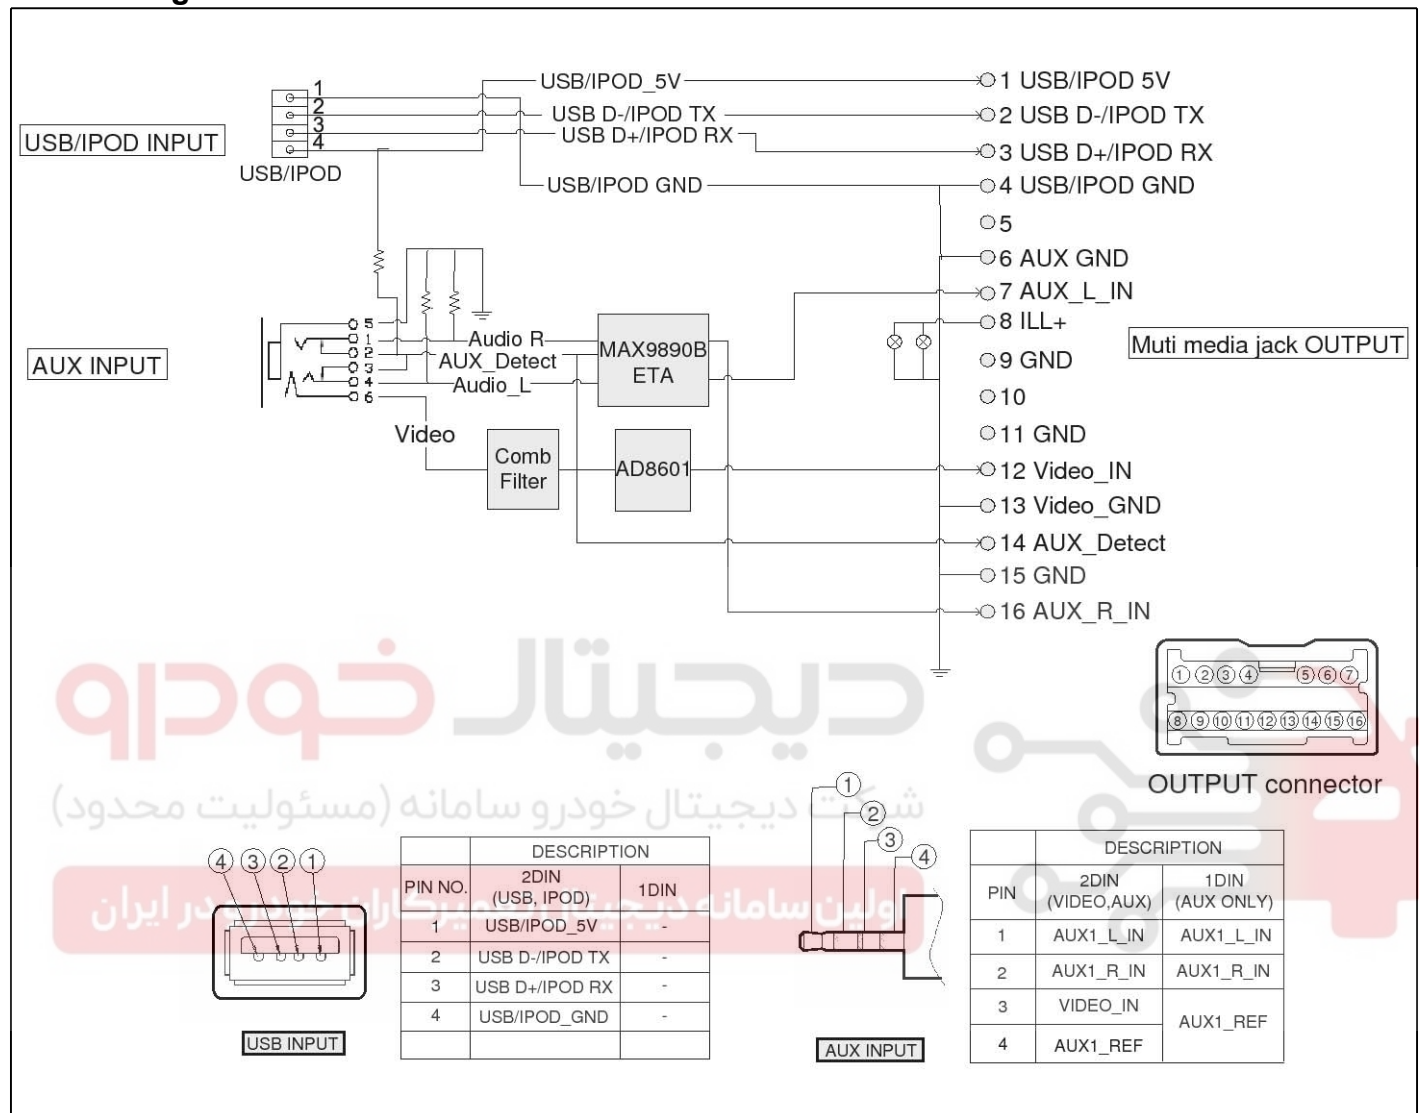 USB/IPOD_5V
1 USB/IPOD 5V
1
2
3
4
USB D-/IPOD TX
2 USB D-/IPOD TX
USB D+/IPOD RX
3 USB D+/IPOD RX
USB/IPOD INPUT
USB/IPOD
USB/IPOD GND
4 USB/IPOD GND
5
6 AUX GND
7 AUX_L_IN
8 ILL+
Muti media jack OUTPUT
9 GND
10
11 GND
12 Video_IN
13 Video_GND
14 AUX_Detect
15 GND
16 AUX_R_IN
AUX INPUT
5
1
2
3
4
6
Audio R
AUX_Detect
Audio_L
MAX9890B
ETA
Video
Comb
Filter
AD8601
1 2 3 4 5 6 7
8 9 10 11 12 13 14 15 16
OUTPUT connector
دیجیتال خودرو
شرکت دیجیتال خودرو سامانه (مسئولیت محدود)
اولین سامانه دیجیتال تعمیرکاران خودرو در ایران
4 3 2 1
USB INPUT
DESCRIPTION
PIN NO. 2DIN (USB, IPOD) 1DIN
1 USB/IPOD_5V -
2 USB D-/IPOD TX -
3 USB D+/IPOD RX -
4 USB/IPOD_GND -
1
2
3
4
AUX INPUT
DESCRIPTION
PIN 2DIN (VIDEO,AUX) 1DIN (AUX ONLY)
1 AUX1_L_IN AUX1_L_IN
2 AUX1_R_IN AUX1_R_IN
3 VIDEO_IN AUX1_REF
4 AUX1_REF